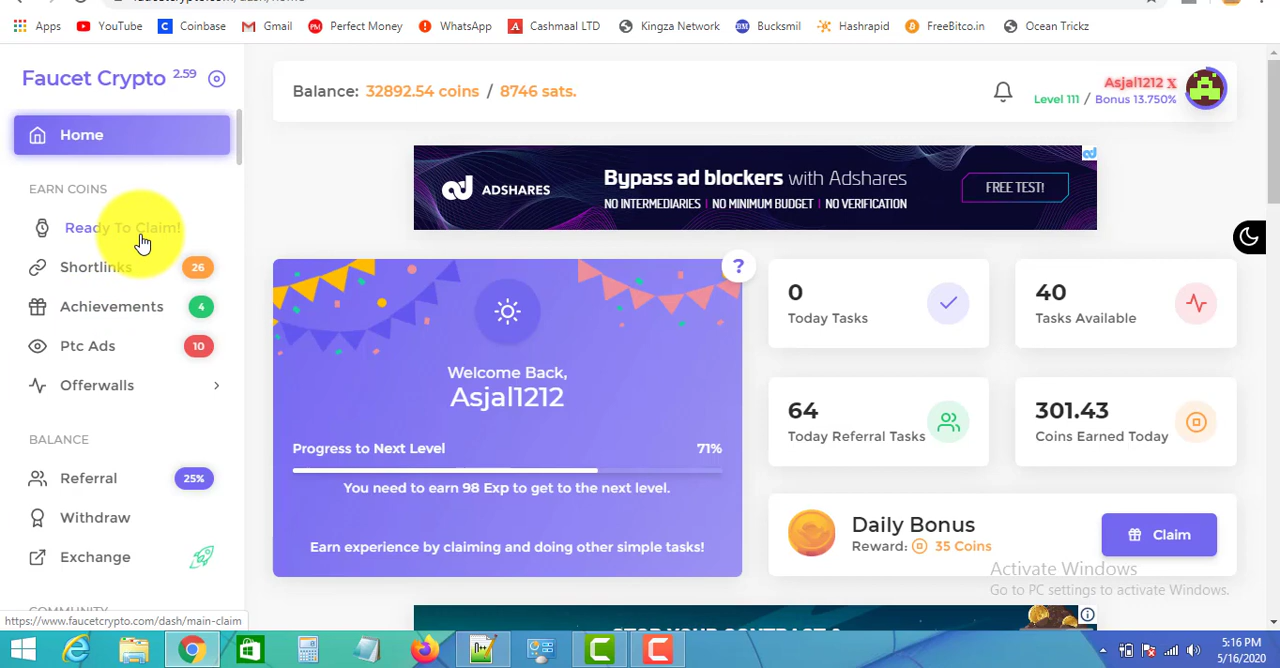 Apps
YouTube
Coinbase
Gmail
Perfect Money
WhatsApp
Cashmaal LTD
Kingza Network
Bucksmil
Hashrapid
FreeBitco.in
Ocean Trickz
Faucet Crypto 2.59
Balance: 32892.54 coins / 8746 sats.
Asjal1212 X
Level 111 / Bonus 13.750%
Home
EARN COINS
Ready To Claim!
Shortlinks 26
Achievements 4
Ptc Ads 10
Offerwalls
BALANCE
Referral 25%
Withdraw
Exchange
COMMUNITY
ADSHARES
Bypass ad blockers with Adshares
NO INTERMEDIARIES | NO MINIMUM BUDGET | NO VERIFICATION
FREE TEST!
?
Welcome Back,
Asjal1212
Progress to Next Level 71%
You need to earn 98 Exp to get to the next level.
Earn experience by claiming and doing other simple tasks!
0
Today Tasks
40
Tasks Available
64
Today Referral Tasks
301.43
Coins Earned Today
Daily Bonus
Reward: 35 Coins
Claim
Activate Windows
Go to PC settings to activate Windows.
https://www.faucetcrypto.com/dash/main-claim
5:16 PM
5/16/2020